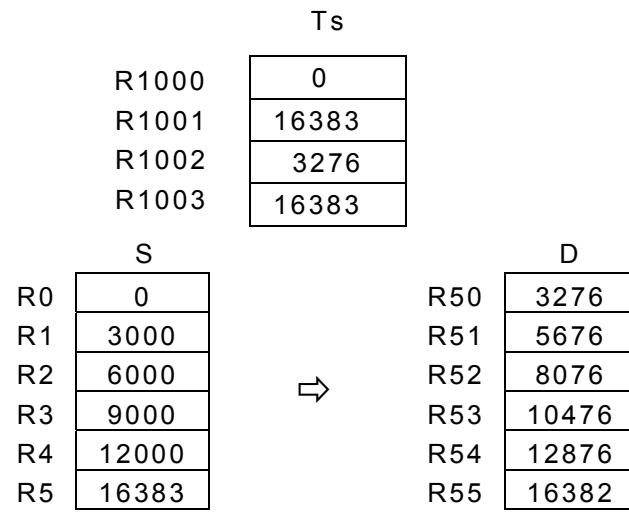 Ts
R1000 0
R1001 16383
R1002 3276
R1003 16383
S D
R0 0 R50 3276
R1 3000 R51 5676
R2 6000 R52 8076
R3 9000 ⇨ R53 10476
R4 12000 R54 12876
R5 16383 R55 16382